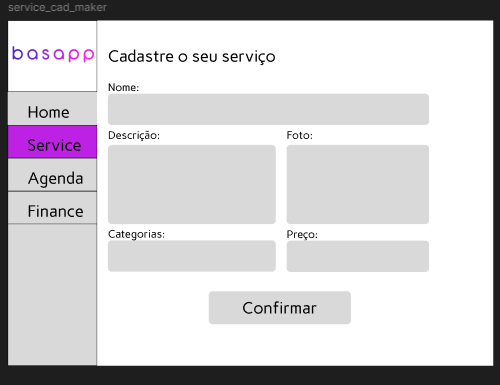 service_cad_maker
basapp
Cadastre o seu serviço
Nome:
Home
Service
Descrição:
Foto:
Agenda
Finance
Categorias:
Preço:
Confirmar